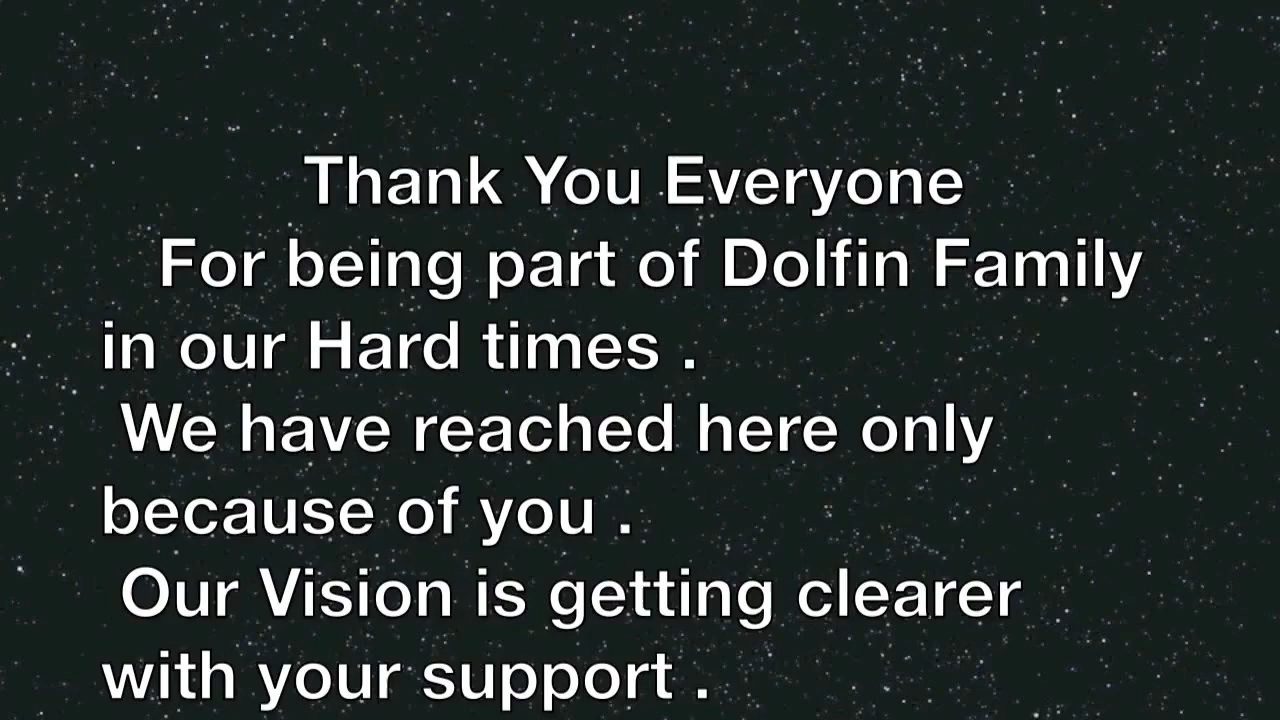 Thank You Everyone
For being part of Dolfin Family
in our Hard times .
We have reached here only
because of you .
Our Vision is getting clearer
with your support .